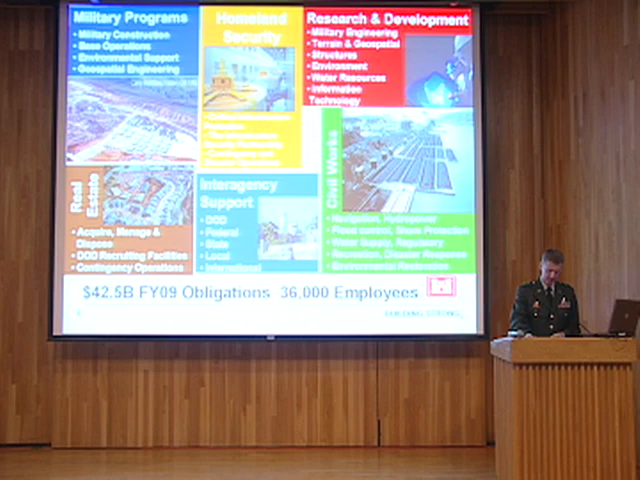 Military Programs
• Military Construction
• Base Operations
• Environmental Support
• Geospatial Engineering
Homeland
Security
Research & Development
• Military Engineering
• Terrain & Geospatial
• Structures
• Environment
• Water Resources
• Information
Technology
Real
Estate
• Acquire, Manage &
Dispose
• DOD Recruiting Facilities
• Contingency Operations
Interagency
Support
• DOD
• Federal
• State
• Local
• International
Civil Works
• Navigation, Hydropower
• Flood control, Shore Protection
• Water Supply, Regulatory
• Recreation, Disaster Response
• Environmental
$42.5B FY09 Obligations 36,000 Employees
BUILDING STRONG